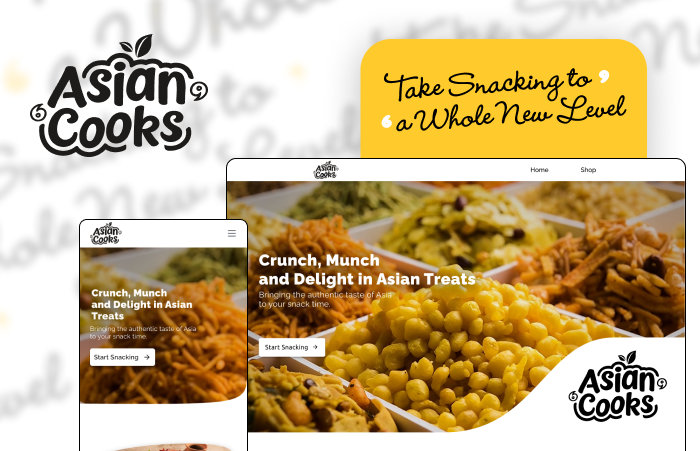 Asian
Cooks
Take Snacking to
a Whole New Level
Asian
Cooks
Home
Shop
Crunch, Munch
and Delight in Asian Treats
Bringing the authentic taste of Asia
to your snack time.
Start Snacking →
Asian
Cooks
Crunch, Munch
and Delight in Asian
Treats
Bringing the authentic taste of Asia
to your snack time.
Start Snacking →
Asian
Cooks